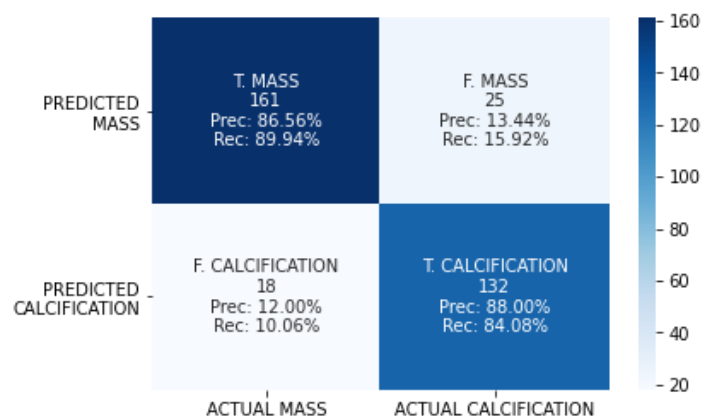 T. MASS
161
Prec: 86.56%
Rec: 89.94%
F. MASS
25
Prec: 13.44%
Rec: 15.92%
PREDICTED
MASS
F. CALCIFICATION
18
Prec: 12.00%
Rec: 10.06%
T. CALCIFICATION
132
Prec: 88.00%
Rec: 84.08%
PREDICTED
CALCIFICATION
ACTUAL MASS
ACTUAL CALCIFICATION
160
140
120
100
80
60
40
20